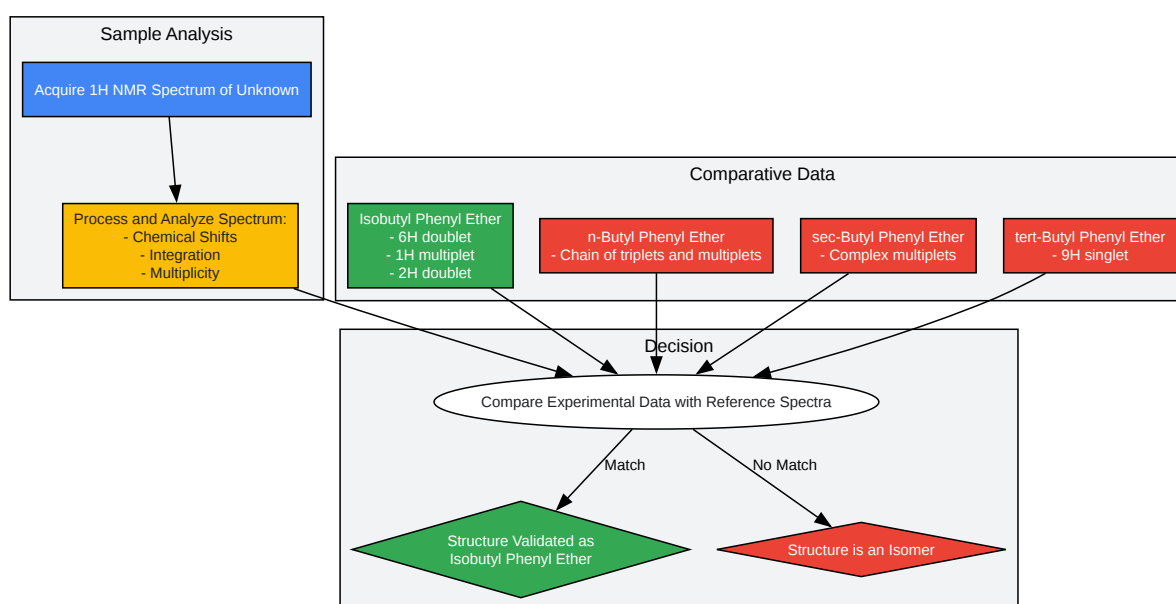 Sample Analysis
Acquire 1H NMR Spectrum of Unknown
Process and Analyze Spectrum:
- Chemical Shifts
- Integration
- Multiplicity
Comparative Data
Isobutyl Phenyl Ether
- 6H doublet
- 1H multiplet
- 2H doublet
n-Butyl Phenyl Ether
- Chain of triplets and multiplets
sec-Butyl Phenyl Ether
- Complex multiplets
tert-Butyl Phenyl Ether
- 9H singlet
Decision
Compare Experimental Data with Reference Spectra
Match
No Match
Structure Validated as
Isobutyl Phenyl Ether
Structure is an Isomer